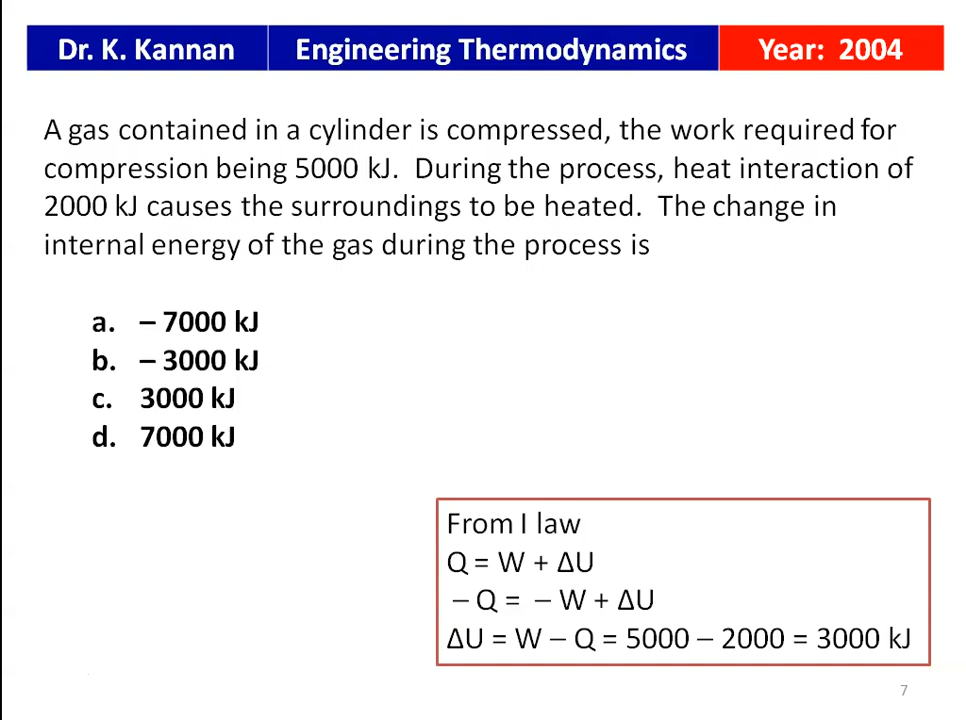 Dr. K. Kannan Engineering Thermodynamics Year: 2004
A gas contained in a cylinder is compressed, the work required for
compression being 5000 kJ. During the process, heat interaction of
2000 kJ causes the surroundings to be heated. The change in
internal energy of the gas during the process is
a. – 7000 kJ
b. – 3000 kJ
c. 3000 kJ
d. 7000 kJ
From I law
Q = W + ΔU
– Q = – W + ΔU
ΔU = W – Q = 5000 – 2000 = 3000 kJ
7